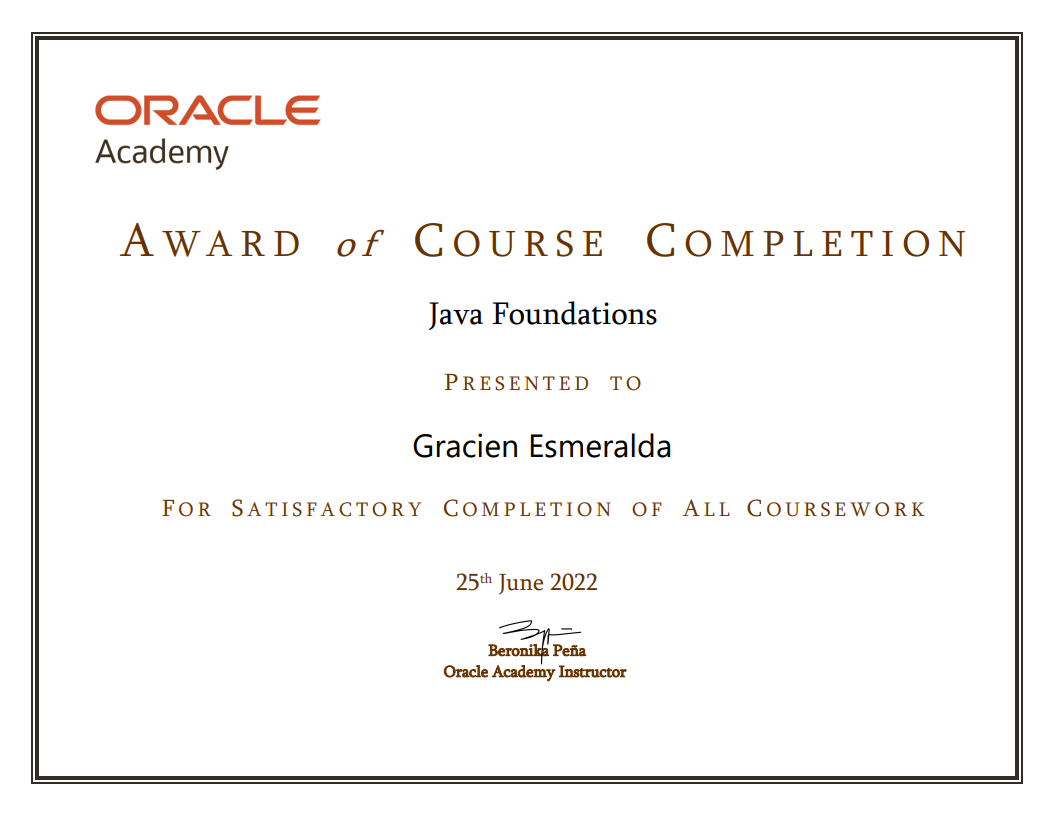 ORACLE
Academy
AWARD of COURSE COMPLETION
Java Foundations
PRESENTED TO
Gracien Esmeralda
FOR SATISFACTORY COMPLETION OF ALL COURSEWORK
25th June 2022
Beronika Peña
Oracle Academy Instructor